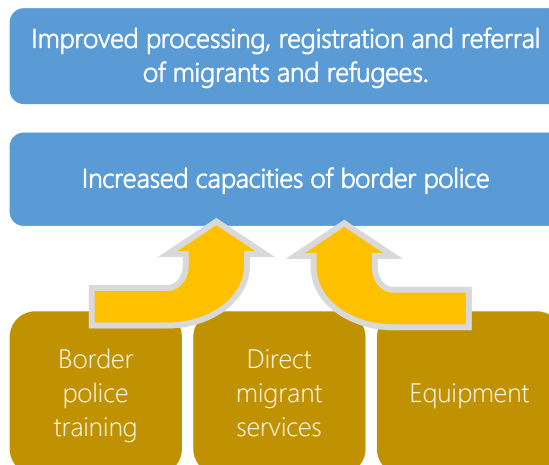 Improved processing, registration and referral
of migrants and refugees.
Increased capacities of border police
Border
police
training
Direct
migrant
services
Equipment